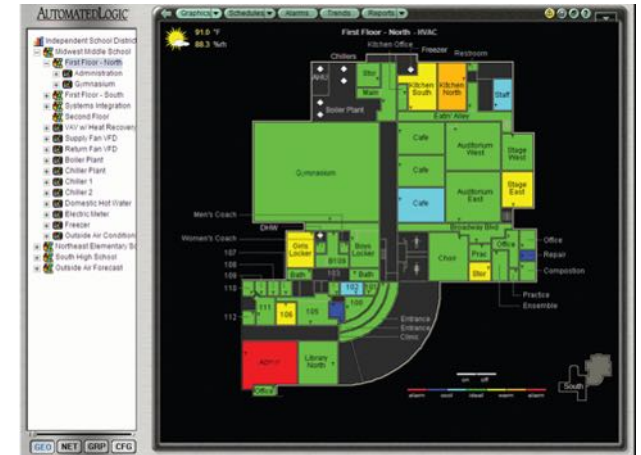 AUTOMATEDLOGIC
Graphics
Schedules
Alarms
Trends
Reports
Independent School District
Midwest Middle School
First Floor - North
Administration
Gymnasium
First Floor - South
Systems Integration
Second Floor
VAV w/ Heat Recovery
Supply Fan VFD
Return Fan VFD
Boiler Plant
Chiller Plant
Chiller 1
Chiller 2
Domestic Hot Water
Electric Meter
Freezer
Outside Air Condition
Northeast Elementary Sc
South High School
Outside Air Forecast
GEO NET GRP CFG
91.0 °F
88.3 %rh
First Floor - North - HVAC
Kitchen Office
Freezer
Restroom
Chillers
AHU
Stor
Main
Kitchen South
Kitchen North
Staff
Boiler Plant
Eatin' Alley
Cafe
Auditorium West
Stage West
Cafe
Gymnasium
Auditorium East
Stage East
Cafe
Men's Coach
DHW
Broadway Blvd.
Women's Coach
Girls Locker
Boys Locker
Office
Office
107
B109
Choir
Prac
Repair
108
103
Stor
Compostion
109
Bath
Bath
110
102
101
Practice
Ensemble
111
106
105
100
112
Entrance
Entrance
Clinic
Admin
Library North
Office
on off
alarm cool ideal warm alarm
South